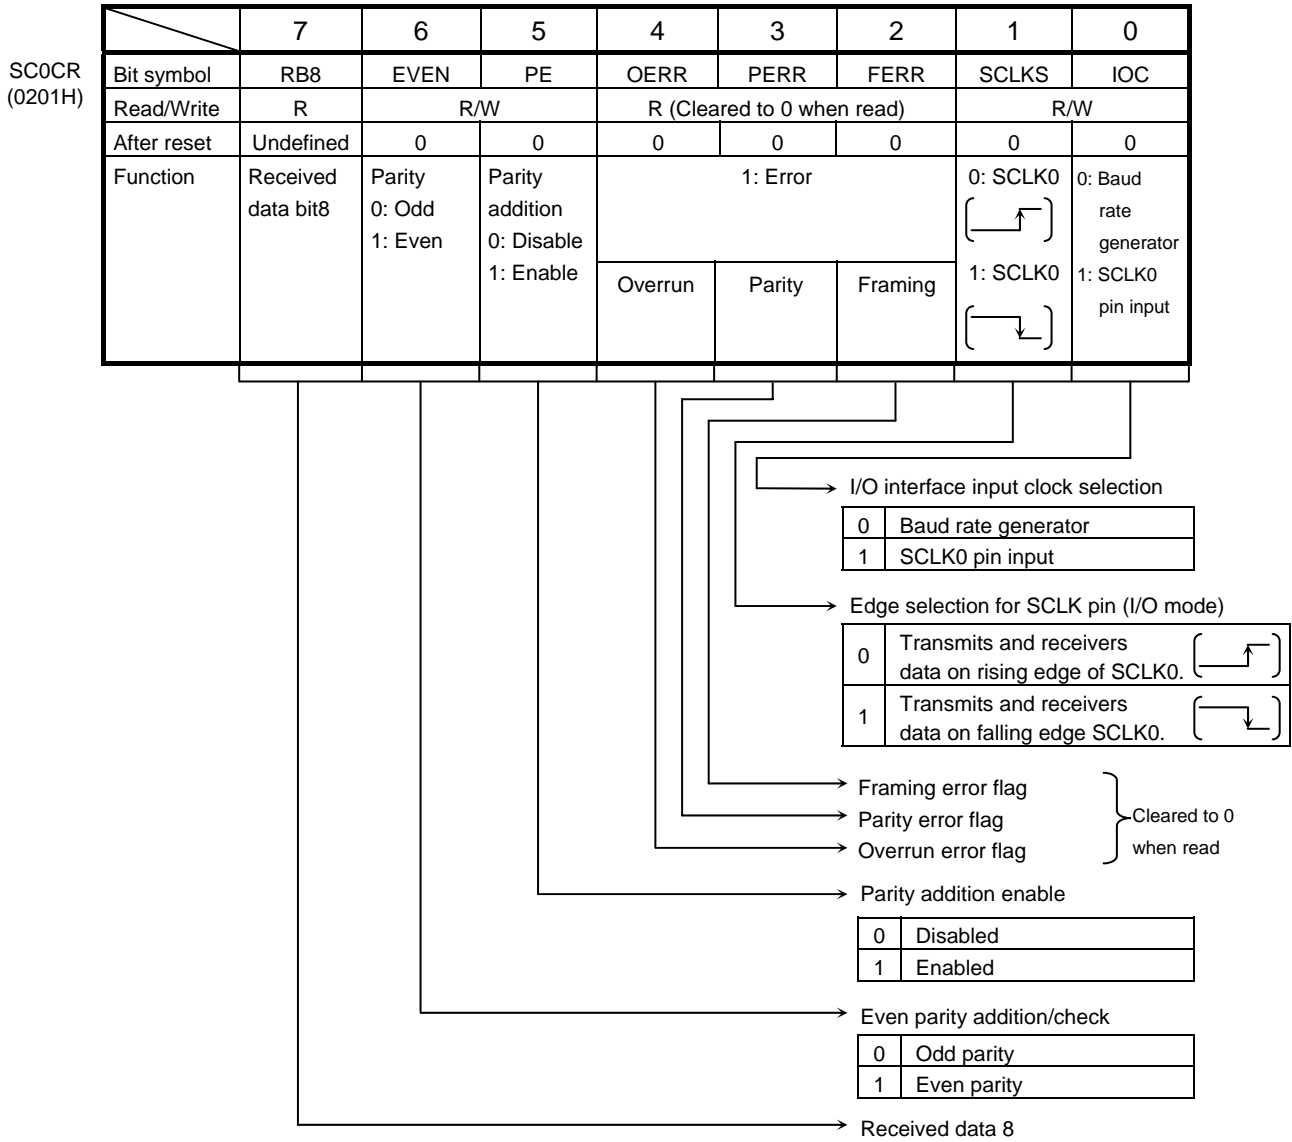 7 6 5 4 3 2 1 0
SC0CR
(0201H)
Bit symbol RB8 EVEN PE OERR PERR FERR SCLKS IOC
Read/Write R R/W R (Cleared to 0 when read) R/W
After reset Undefined 0 0 0 0 0 0 0
Function
Received
data bit8
Parity
0: Odd
1: Even
Parity
addition
0: Disable
1: Enable
1: Error
Overrun Parity Framing
0: SCLK0
1: SCLK0
0: Baud
rate
generator
1: SCLK0
pin input
I/O interface input clock selection
0 Baud rate generator
1 SCLK0 pin input
Edge selection for SCLK pin (I/O mode)
0 Transmits and receivers
data on rising edge of SCLK0.
1 Transmits and receivers
data on falling edge SCLK0.
Framing error flag
Parity error flag
Overrun error flag
Cleared to 0
when read
Parity addition enable
0 Disabled
1 Enabled
Even parity addition/check
0 Odd parity
1 Even parity
Received data 8